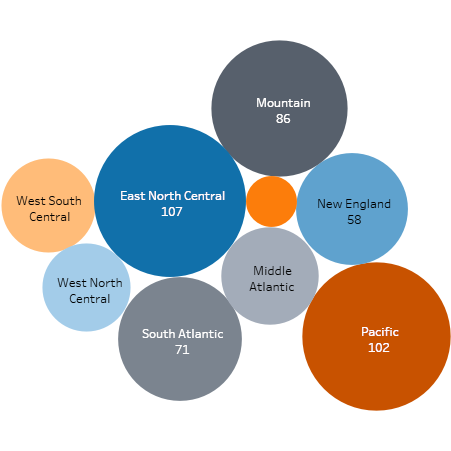 Mountain
86
East North Central
107
West South
Central
New England
58
West North
Central
Middle
Atlantic
South Atlantic
71
Pacific
102